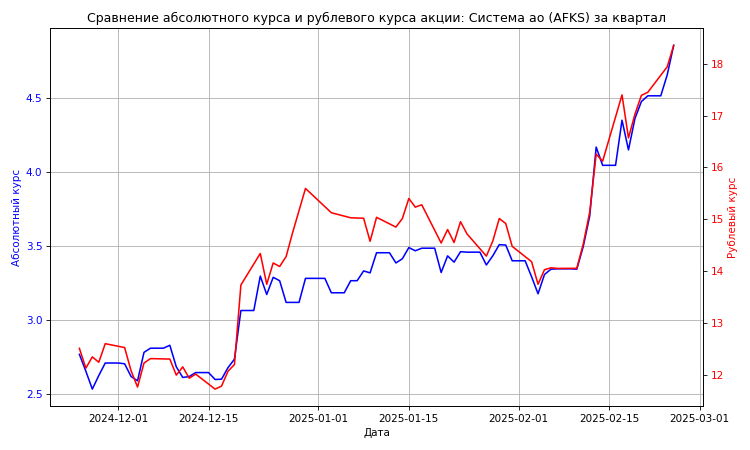 Сравнение абсолютного курса и рублевого курса акции: Система ао (AFKS) за квартал
Абсолютный курс
4.5
4.0
3.5
3.0
2.5
18
17
16
15
14
13
12
Рублевый курс
2024-12-01 2024-12-15 2025-01-01 2025-01-15 2025-02-01 2025-02-15 2025-03-01
Дата